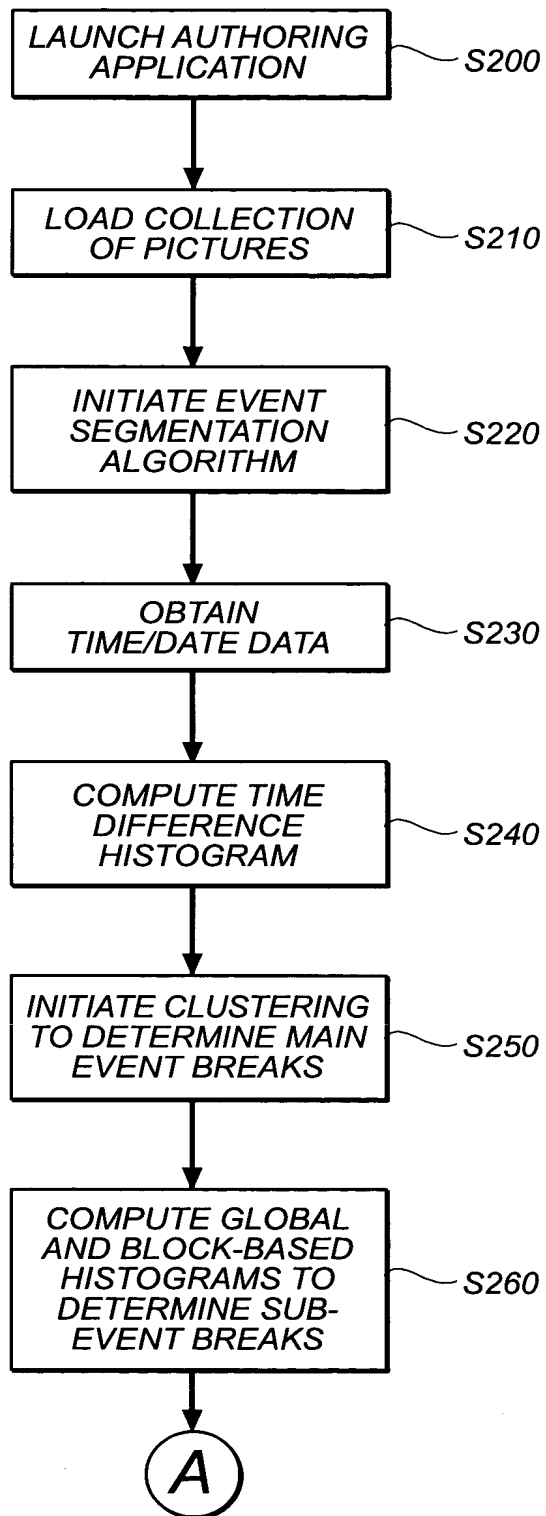 LAUNCH AUTHORING
APPLICATION
S200
LOAD COLLECTION
OF PICTURES
S210
INITIATE EVENT
SEGMENTATION
ALGORITHM
S220
OBTAIN
TIME/DATE DATA
S230
COMPUTE TIME
DIFFERENCE
HISTOGRAM
S240
INITIATE CLUSTERING
TO DETERMINE MAIN
EVENT BREAKS
S250
COMPUTE GLOBAL
AND BLOCK-BASED
HISTOGRAMS TO
DETERMINE SUB-
EVENT BREAKS
S260
A